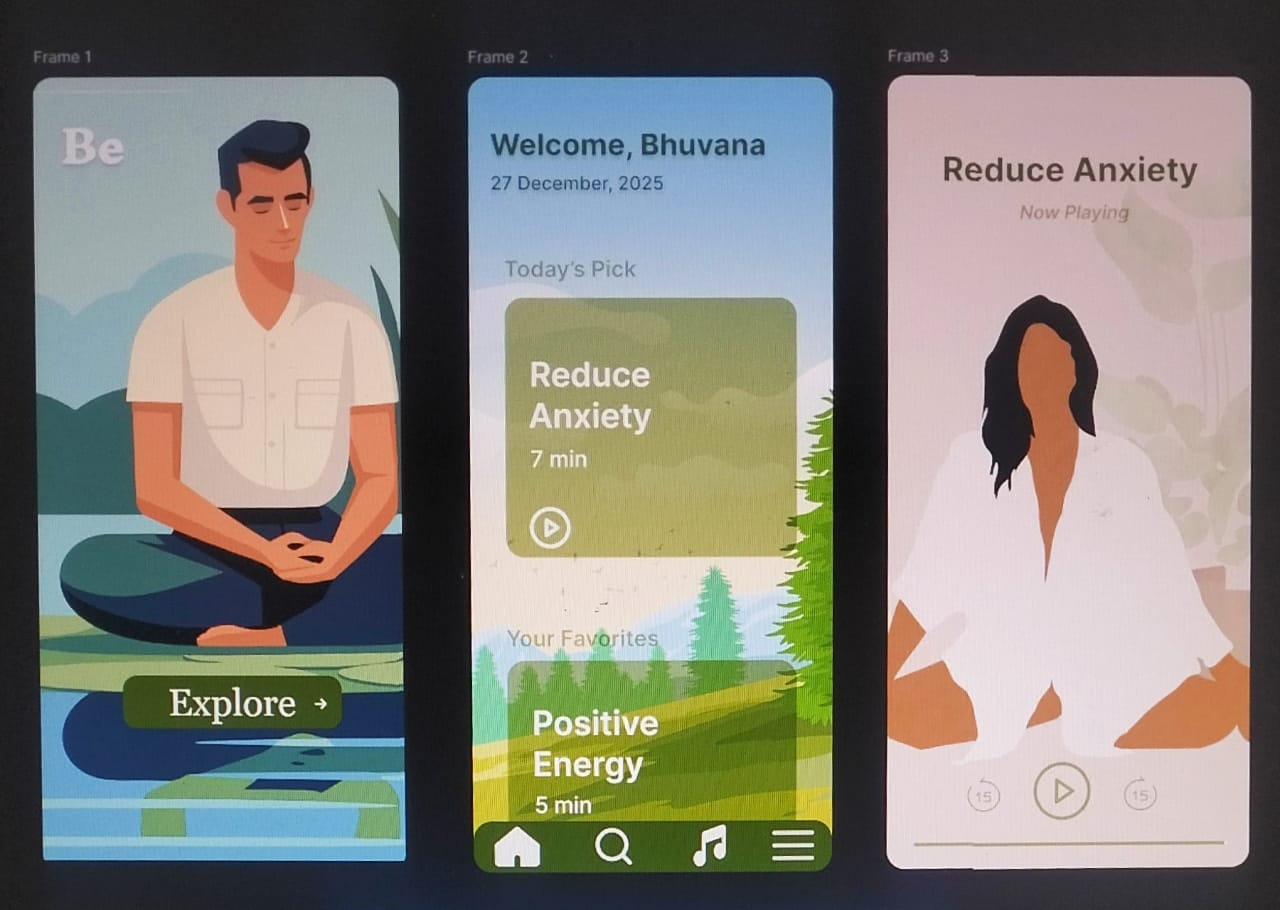 Frame 1
Be
Explore →
Frame 2
Welcome, Bhuvana
27 December, 2025
Today's Pick
Reduce
Anxiety
7 min
Your Favorites
Positive
Energy
5 min
Frame 3
Reduce Anxiety
Now Playing
15
15